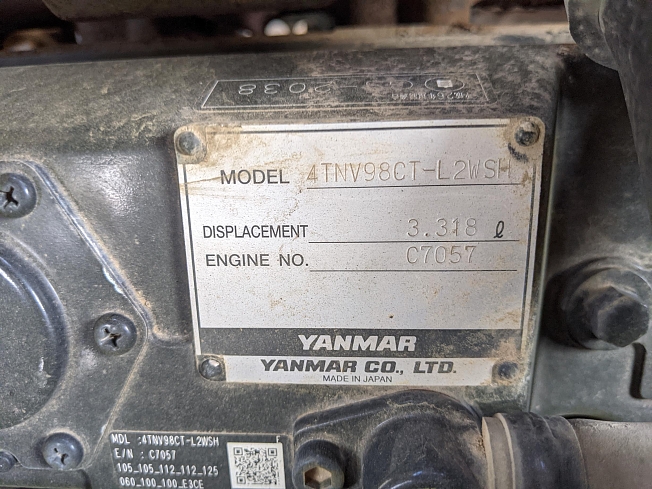 MODEL 4TNV98CT-L2WSH
DISPLACEMENT 3.318 ℓ
ENGINE NO. C7057
YANMAR
YANMAR CO., LTD.
MADE IN JAPAN
MDL :4TNV98CT-L2WSH F
E/N : C7057
105_105_112_112_125
060_100_100_E3CE